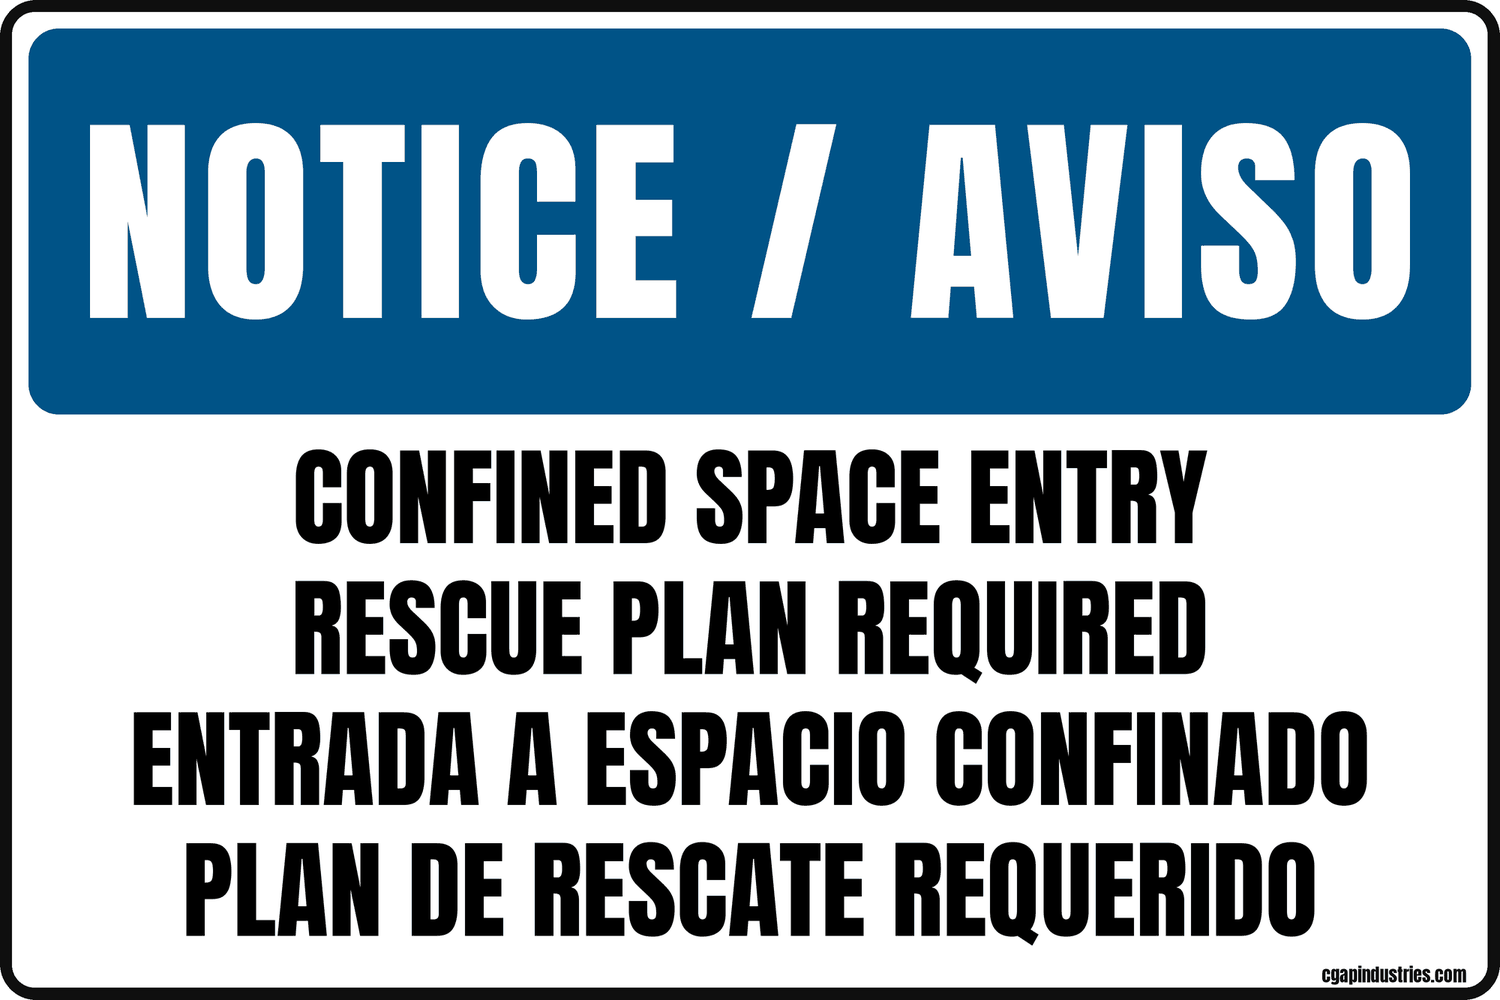 NOTICE / AVISO
CONFINED SPACE ENTRY
RESCUE PLAN REQUIRED
ENTRADA A ESPACIO CONFINADO
PLAN DE RESCATE REQUERIDO
cgapindustries.com